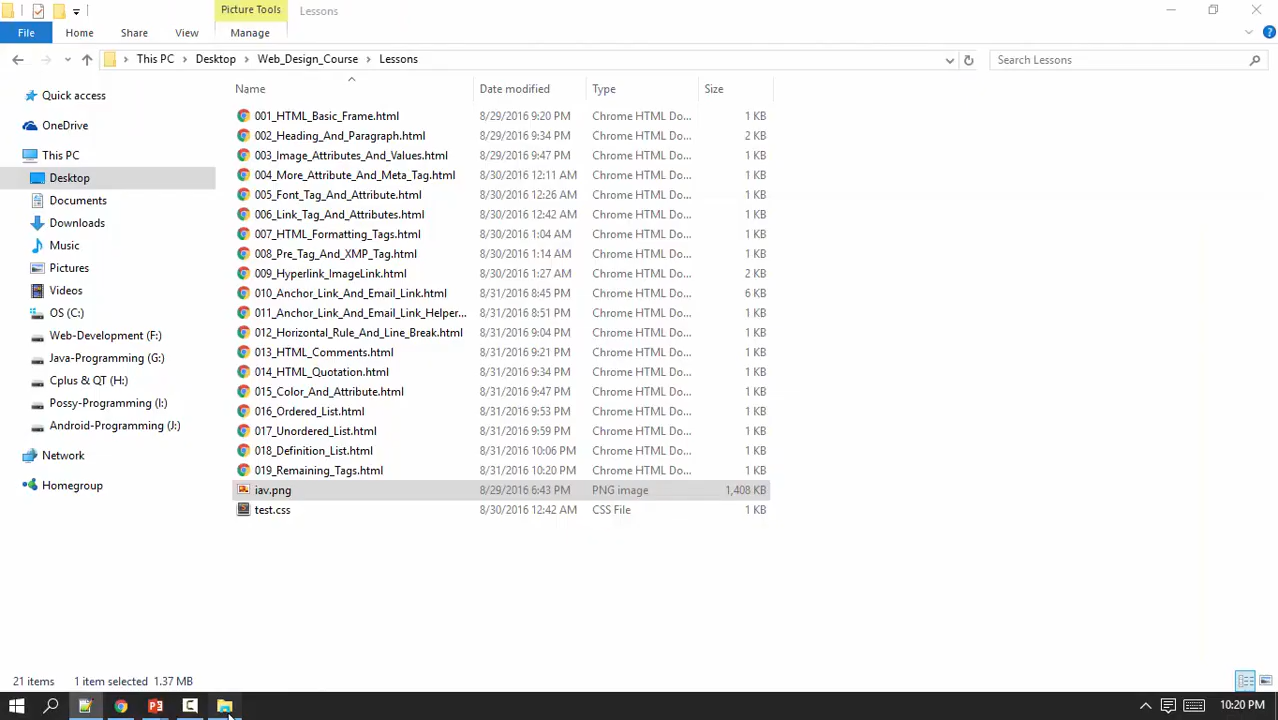 Picture Tools Lessons
File Home Share View Manage
This PC Desktop Web_Design_Course Lessons Search Lessons
Name Date modified Type Size
Quick access
OneDrive
This PC
Desktop
Documents
Downloads
Music
Pictures
Videos
OS (C:)
Web-Development (F:)
Java-Programming (G:)
Cplus & QT (H:)
Possy-Programming (I:)
Android-Programming (J:)
Network
Homegroup
001_HTML_Basic_Frame.html 8/29/2016 9:20 PM Chrome HTML Do... 1 KB
002_Heading_And_Paragraph.html 8/29/2016 9:34 PM Chrome HTML Do... 2 KB
003_Image_Attributes_And_Values.html 8/29/2016 9:47 PM Chrome HTML Do... 1 KB
004_More_Attribute_And_Meta_Tag.html 8/30/2016 12:11 AM Chrome HTML Do... 1 KB
005_Font_Tag_And_Attribute.html 8/30/2016 12:26 AM Chrome HTML Do... 1 KB
006_Link_Tag_And_Attributes.html 8/30/2016 12:42 AM Chrome HTML Do... 1 KB
007_HTML_Formatting_Tags.html 8/30/2016 1:04 AM Chrome HTML Do... 1 KB
008_Pre_Tag_And_XMP_Tag.html 8/30/2016 1:14 AM Chrome HTML Do... 1 KB
009_Hyperlink_ImageLink.html 8/30/2016 1:27 AM Chrome HTML Do... 2 KB
010_Anchor_Link_And_Email_Link.html 8/31/2016 8:45 PM Chrome HTML Do... 6 KB
011_Anchor_Link_And_Email_Link_Helper... 8/31/2016 8:51 PM Chrome HTML Do... 1 KB
012_Horizontal_Rule_And_Line_Break.html 8/31/2016 9:04 PM Chrome HTML Do... 1 KB
013_HTML_Comments.html 8/31/2016 9:21 PM Chrome HTML Do... 1 KB
014_HTML_Quotation.html 8/31/2016 9:34 PM Chrome HTML Do... 1 KB
015_Color_And_Attribute.html 8/31/2016 9:47 PM Chrome HTML Do... 1 KB
016_Ordered_List.html 8/31/2016 9:53 PM Chrome HTML Do... 1 KB
017_Unordered_List.html 8/31/2016 9:59 PM Chrome HTML Do... 1 KB
018_Definition_List.html 8/31/2016 10:06 PM Chrome HTML Do... 1 KB
019_Remaining_Tags.html 8/31/2016 10:20 PM Chrome HTML Do... 1 KB
iav.png 8/29/2016 6:43 PM PNG image 1,408 KB
test.css 8/30/2016 12:42 AM CSS File 1 KB
21 items 1 item selected 1.37 MB
10:20 PM